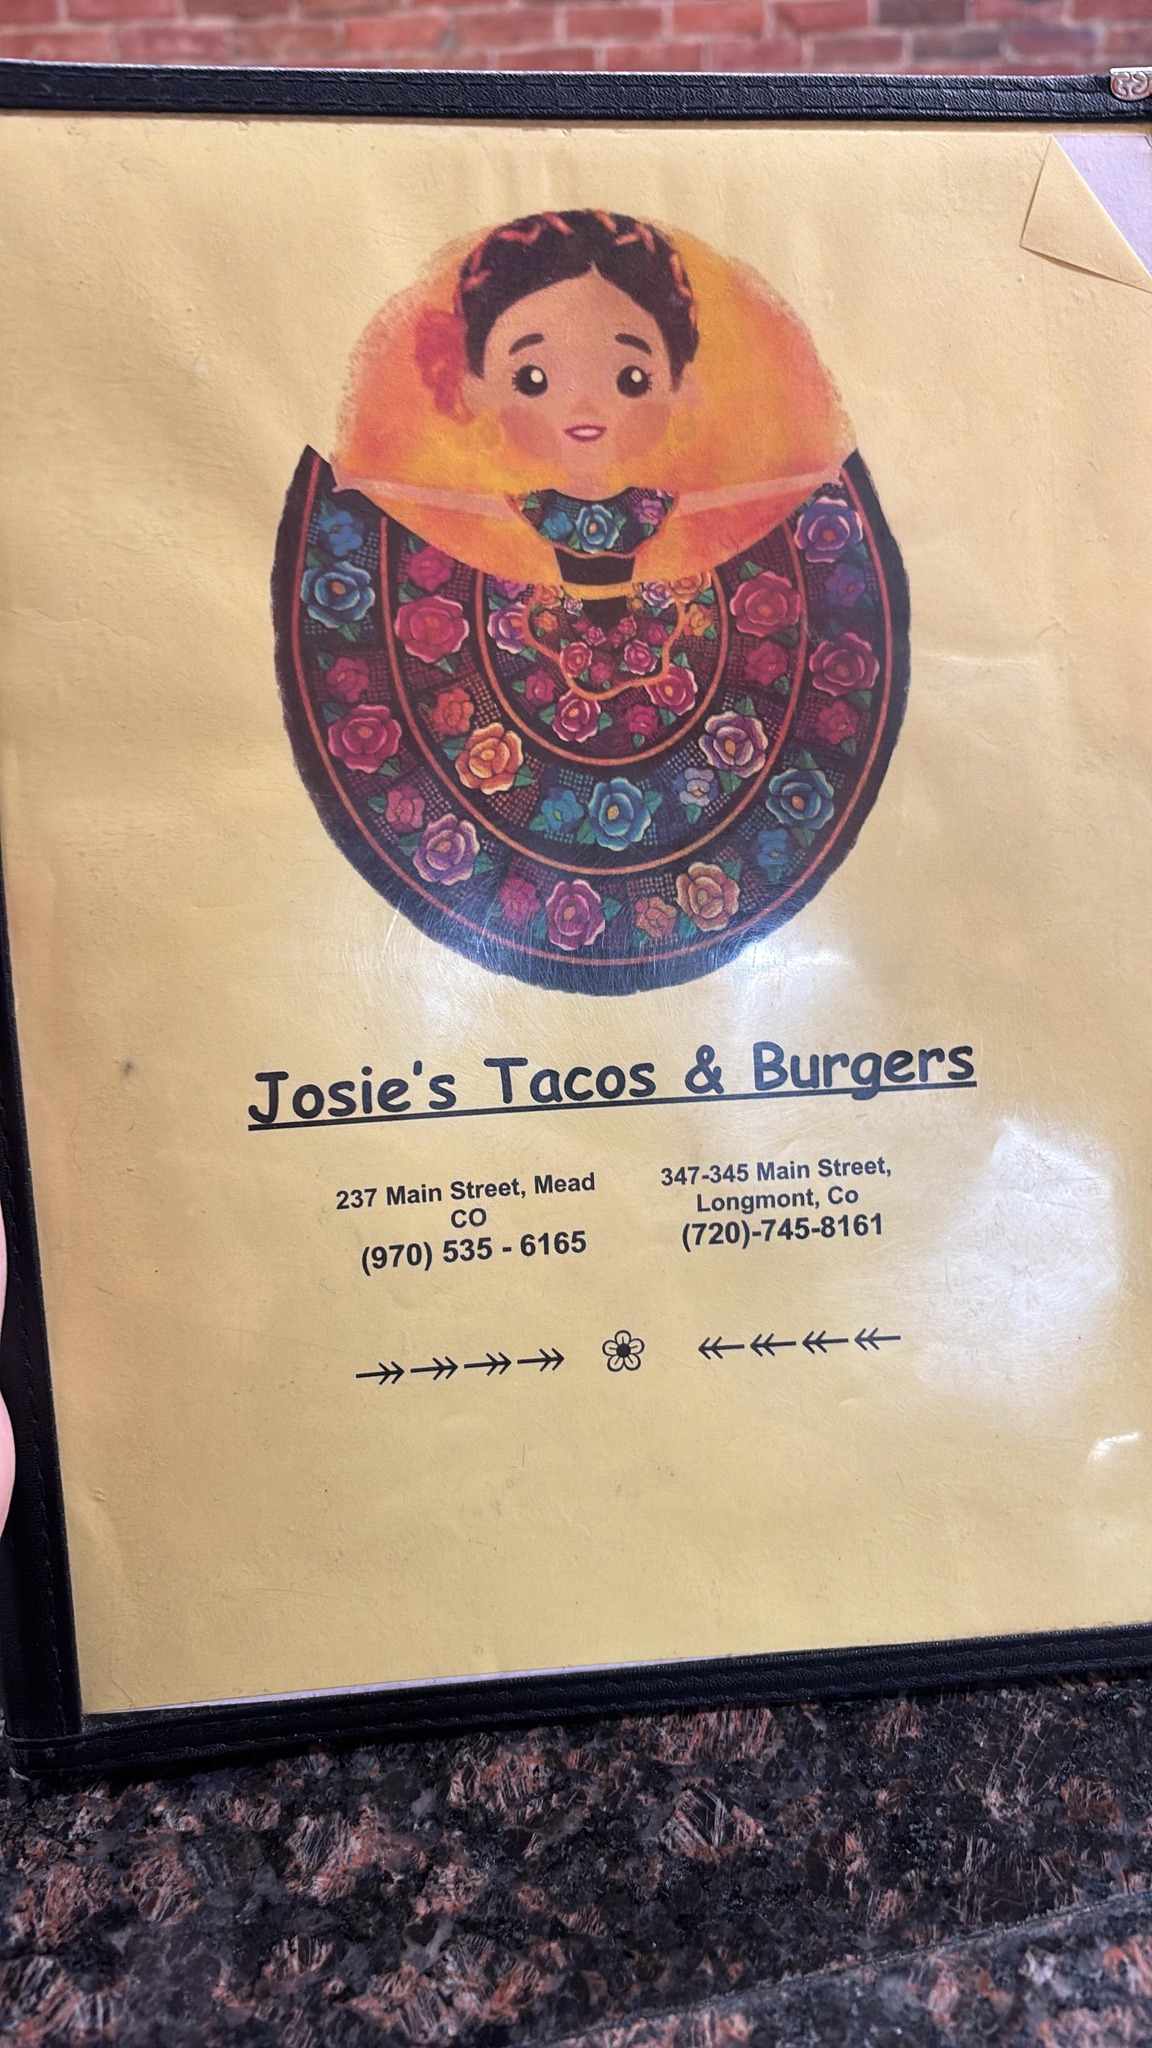 Josie's Tacos & Burgers
237 Main Street, Mead
CO
(970) 535 - 6165
347-345 Main Street,
Longmont, Co
(720)-745-8161